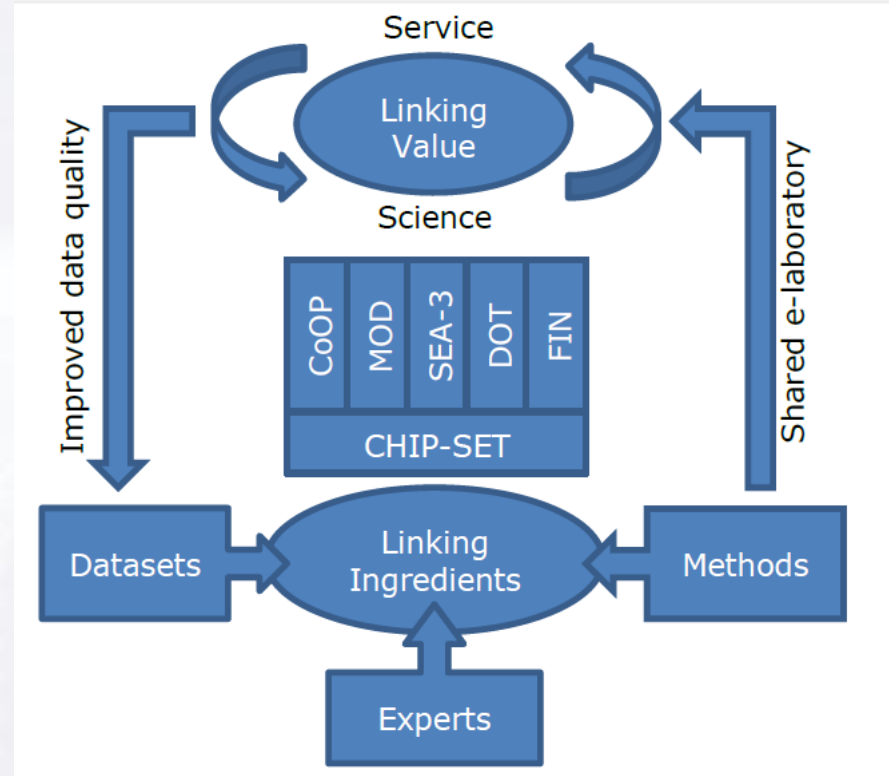 Service
Linking
Value
Science
Improved data quality
Shared e-laboratory
CoOP
MOD
SEA-3
DOT
FIN
CHIP-SET
Datasets
Linking
Ingredients
Methods
Experts